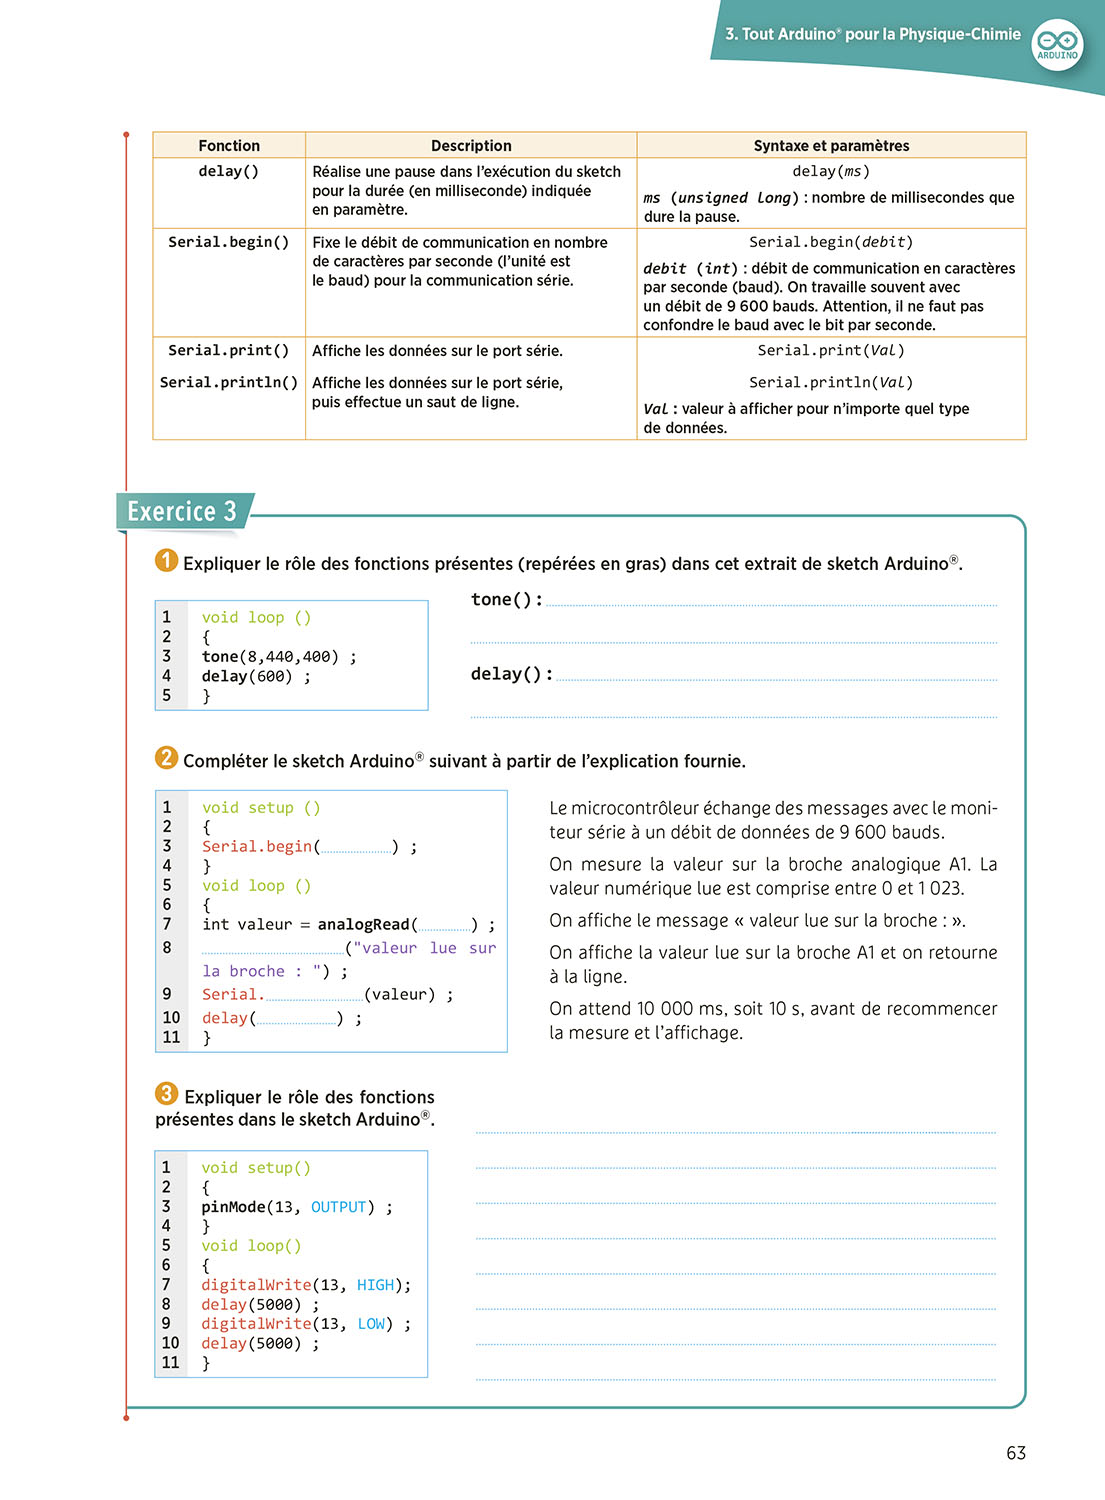 3. Tout Arduino® pour la Physique-Chimie
ARDUINO
Fonction
Description
Syntaxe et paramètres
delay()
Réalise une pause dans l'exécution du sketch
pour la durée (en milliseconde) indiquée
en paramètre.
delay(ms)
ms (unsigned long) : nombre de millisecondes que
dure la pause.
Serial.begin()
Fixe le débit de communication en nombre
de caractères par seconde (l'unité est
le baud) pour la communication série.
Serial.begin(debit)
debit (int) : débit de communication en caractères
par seconde (baud). On travaille souvent avec
un débit de 9 600 bauds. Attention, il ne faut pas
confondre le baud avec le bit par seconde.
Serial.print()
Affiche les données sur le port série.
Serial.print(Val)
Serial.println()
Affiche les données sur le port série,
puis effectue un saut de ligne.
Serial.println(Val)
Val : valeur à afficher pour n'importe quel type
de données.
Exercice 3
1 Expliquer le rôle des fonctions présentes (repérées en gras) dans cet extrait de sketch Arduino®.
1 void loop ()
2 {
3 tone(8,440,400) ;
4 delay(600) ;
5 }
tone() :
delay() :
2 Compléter le sketch Arduino® suivant à partir de l'explication fournie.
1 void setup ()
2 {
3 Serial.begin( ) ;
4 }
5 void loop ()
6 {
7 int valeur = analogRead( ) ;
8 ("valeur lue sur
la broche : ") ;
9 Serial. (valeur) ;
10 delay( ) ;
11 }
Le microcontrôleur échange des messages avec le moni-
teur série à un débit de données de 9 600 bauds.
On mesure la valeur sur la broche analogique A1. La
valeur numérique lue est comprise entre 0 et 1 023.
On affiche le message « valeur lue sur la broche : ».
On affiche la valeur lue sur la broche A1 et on retourne
à la ligne.
On attend 10 000 ms, soit 10 s, avant de recommencer
la mesure et l'affichage.
3 Expliquer le rôle des fonctions
présentes dans le sketch Arduino®.
1 void setup()
2 {
3 pinMode(13, OUTPUT) ;
4 }
5 void loop()
6 {
7 digitalWrite(13, HIGH);
8 delay(5000) ;
9 digitalWrite(13, LOW) ;
10 delay(5000) ;
11 }
63